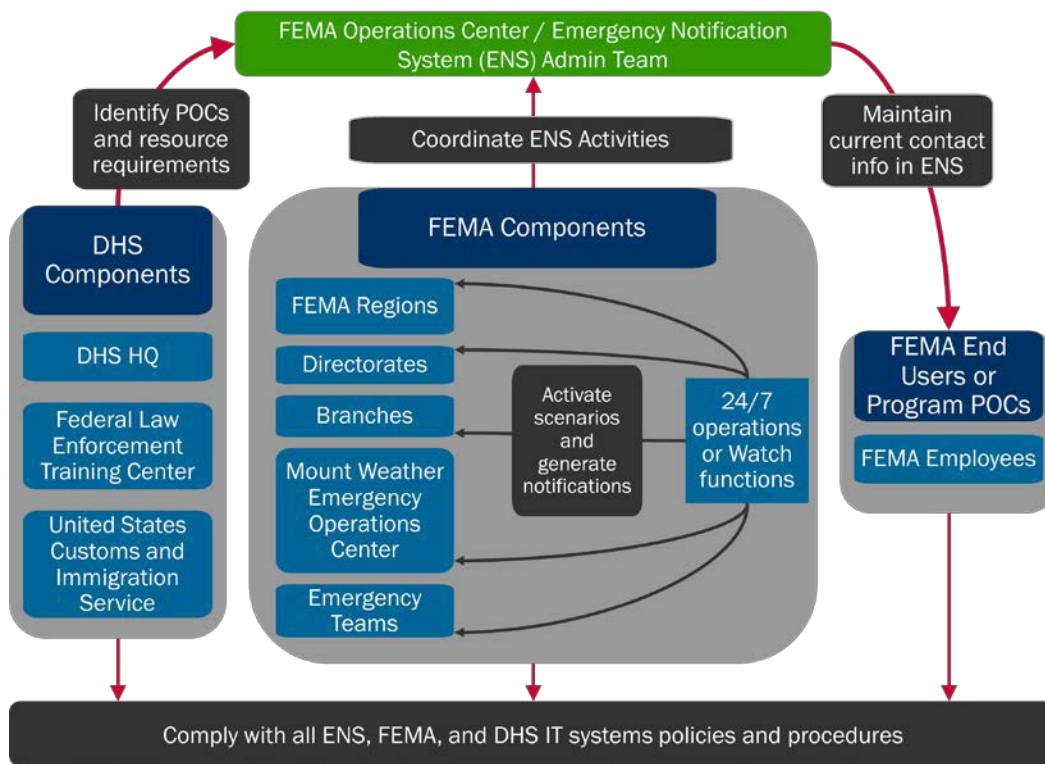 FEMA Operations Center / Emergency Notification
System (ENS) Admin Team
Identify POCs
and resource
requirements
Coordinate ENS Activities
Maintain
current contact
info in ENS
DHS
Components
DHS HQ
Federal Law
Enforcement
Training Center
United States
Customs and
Immigration
Service
FEMA Components
FEMA Regions
Directorates
Branches
Mount Weather
Emergency
Operations
Center
Emergency
Teams
Activate
scenarios
and
generate
notifications
24/7
operations
or Watch
functions
FEMA End
Users or
Program POCs
FEMA Employees
Comply with all ENS, FEMA, and DHS IT systems policies and procedures